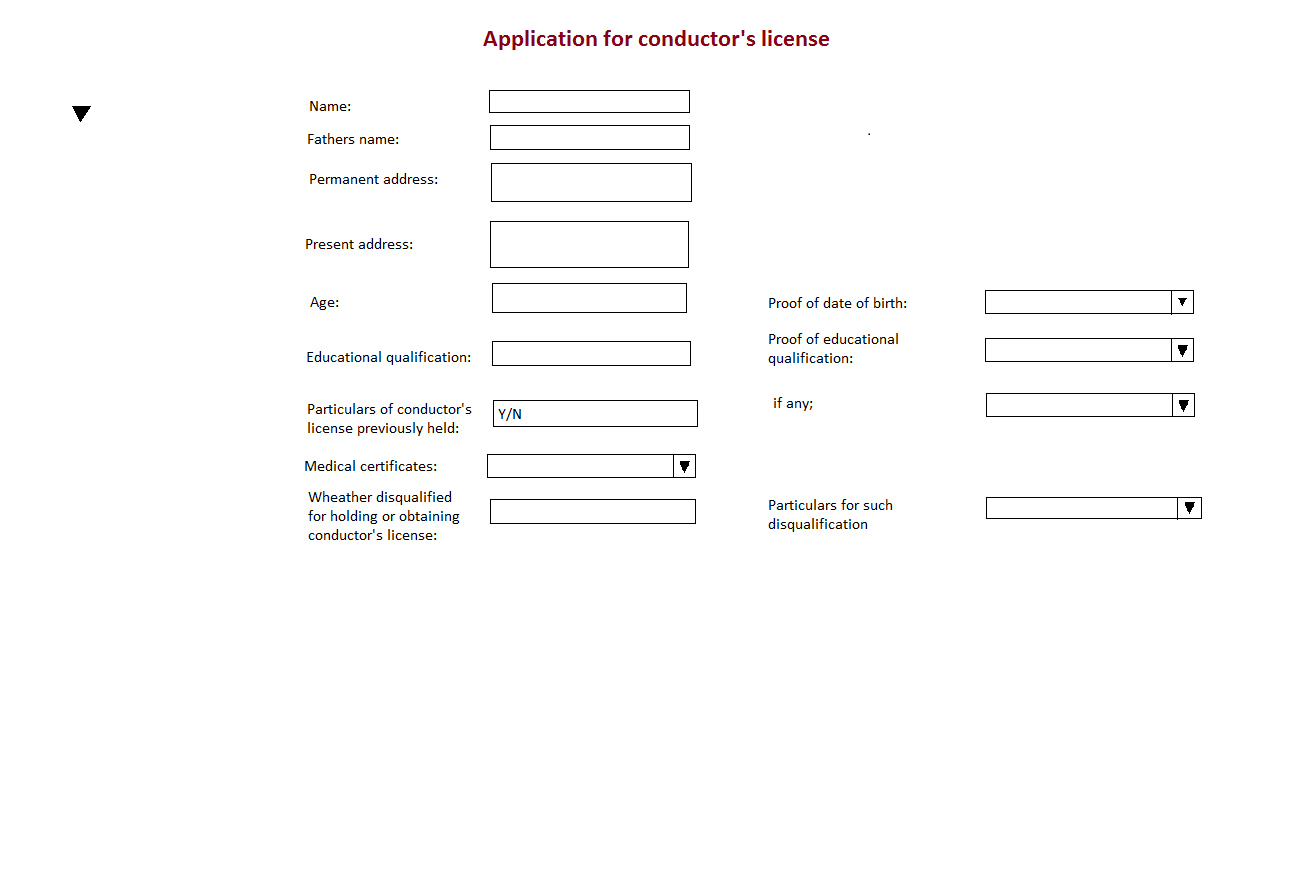 Application for conductor's license
Name:
Fathers name:
Permanent address:
Present address:
Age:
Proof of date of birth:
Educational qualification:
Proof of educational
qualification:
Particulars of conductor's
license previously held:
Y/N
if any;
Medical certificates:
Wheather disqualified
for holding or obtaining
conductor's license:
Particulars for such
disqualification